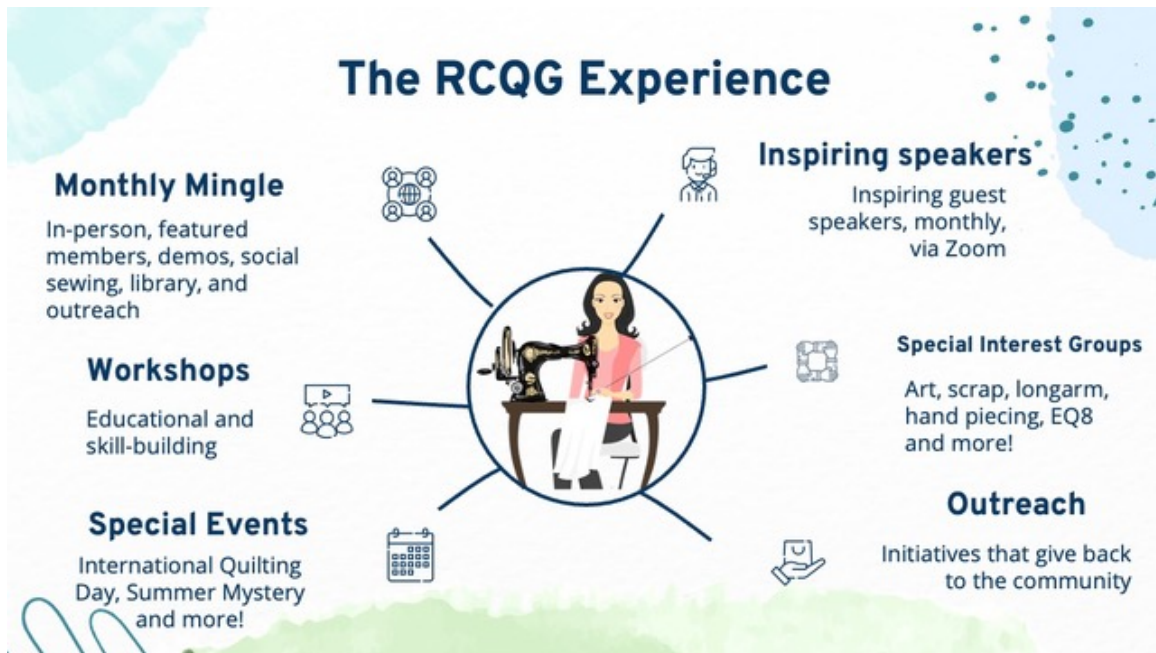 The RCQG Experience
Monthly Mingle
In-person, featured
members, demos, social
sewing, library, and
outreach
Workshops
Educational and
skill-building
Special Events
International Quilting
Day, Summer Mystery
and more!
Inspiring speakers
Inspiring guest
speakers, monthly,
via Zoom
Special Interest Groups
Art, scrap, longarm,
hand piecing, EQ8
and more!
Outreach
Initiatives that give back
to the community